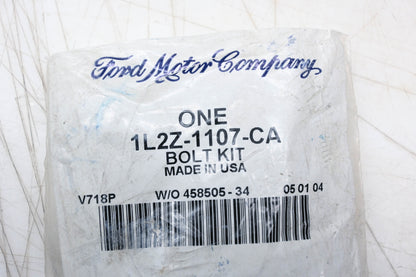 Ford Motor Company
ONE
1L2Z-1107-CA
BOLT KIT
MADE IN USA
V718P W/O 458505-34 05 01 04